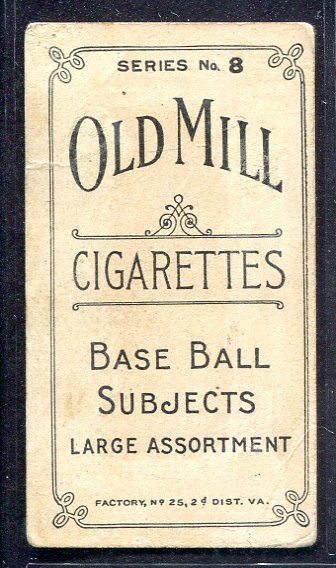 SERIES No. 8
OLD MILL
CIGARETTES
BASE BALL
SUBJECTS
LARGE ASSORTMENT
FACTORY, Nº 25, 2d DIST. VA.